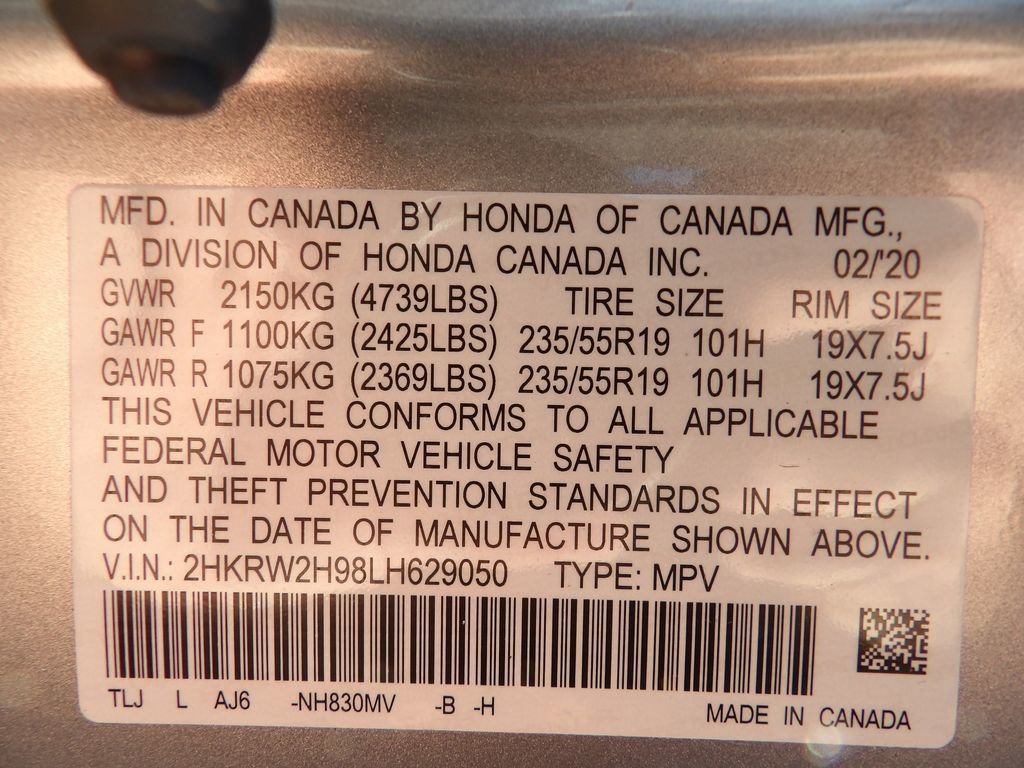 MFD. IN CANADA BY HONDA OF CANADA MFG.,
A DIVISION OF HONDA CANADA INC. 02/'20
GVWR 2150KG (4739LBS) TIRE SIZE RIM SIZE
GAWR F 1100KG (2425LBS) 235/55R19 101H 19X7.5J
GAWR R 1075KG (2369LBS) 235/55R19 101H 19X7.5J
THIS VEHICLE CONFORMS TO ALL APPLICABLE
FEDERAL MOTOR VEHICLE SAFETY
AND THEFT PREVENTION STANDARDS IN EFFECT
ON THE DATE OF MANUFACTURE SHOWN ABOVE.
V.I.N.: 2HKRW2H98LH629050 TYPE: MPV
TLJ L AJ6 -NH830MV -B -H
MADE IN CANADA